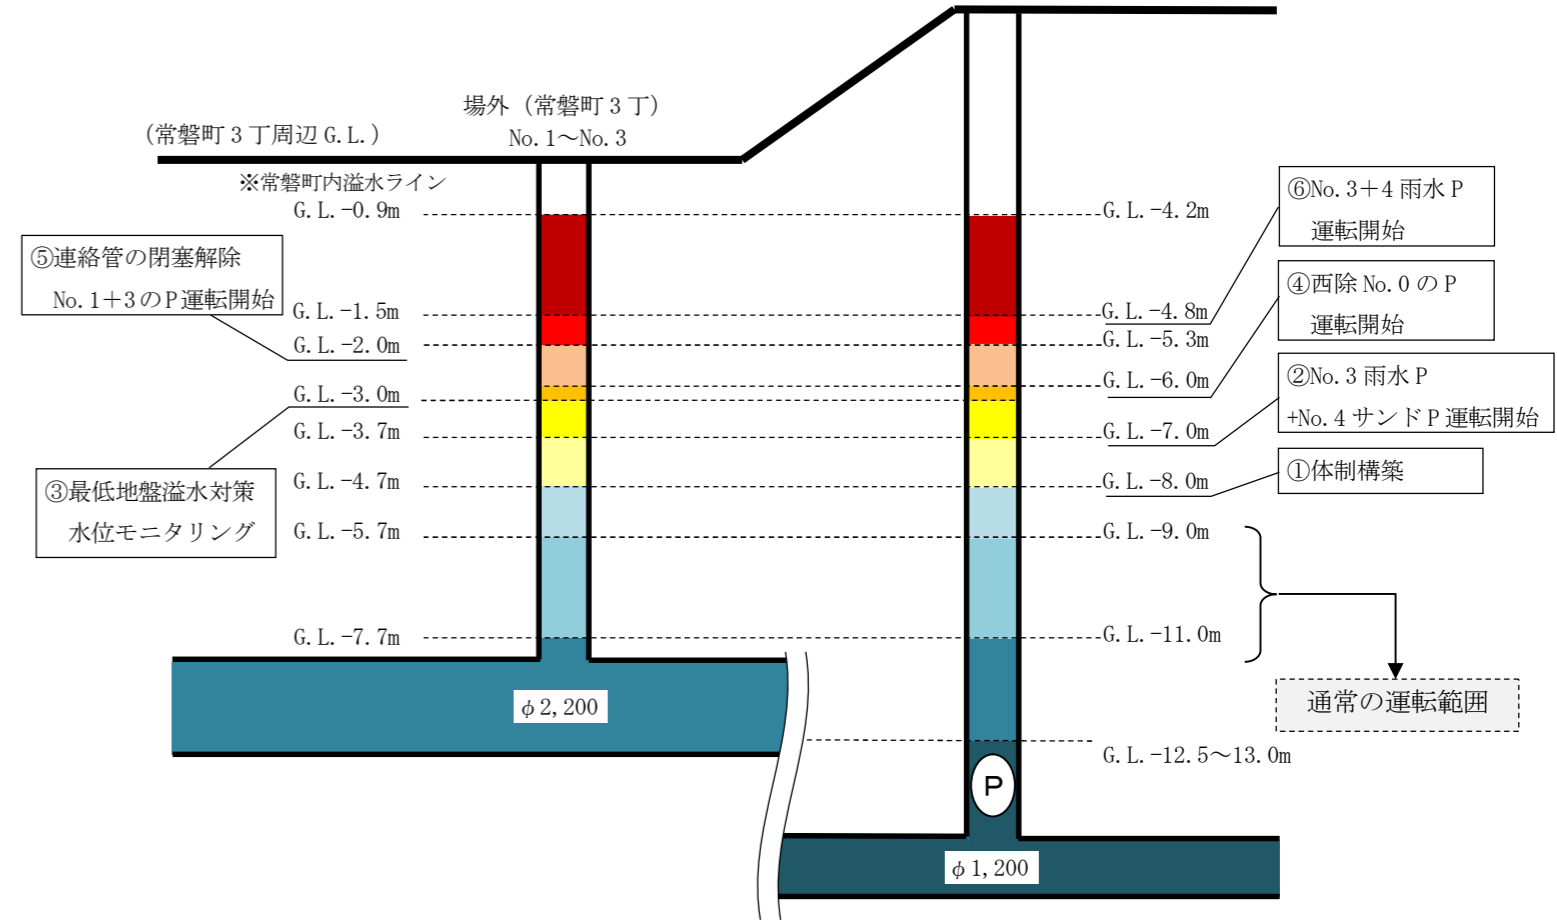 場外（常磐町３丁）
No.1～No.3
（常磐町３丁周辺 G.L.）
※常磐町内溢水ライン
G.L.-0.9m
⑤連絡管の閉塞解除
No.1+3のP運転開始
G.L.-1.5m
G.L.-2.0m
G.L.-3.0m
G.L.-3.7m
③最低地盤溢水対策
水位モニタリング
G.L.-4.7m
G.L.-5.7m
G.L.-7.7m
φ2,200
G.L.-4.2m
G.L.-4.8m
G.L.-5.3m
G.L.-6.0m
G.L.-7.0m
G.L.-8.0m
G.L.-9.0m
G.L.-11.0m
G.L.-12.5～13.0m
P
φ1,200
⑥No.3＋4 雨水 P
運転開始
④西除 No.0 の P
運転開始
②No.3 雨水 P
+No.4 サンド P 運転開始
①体制構築
通常の運転範囲